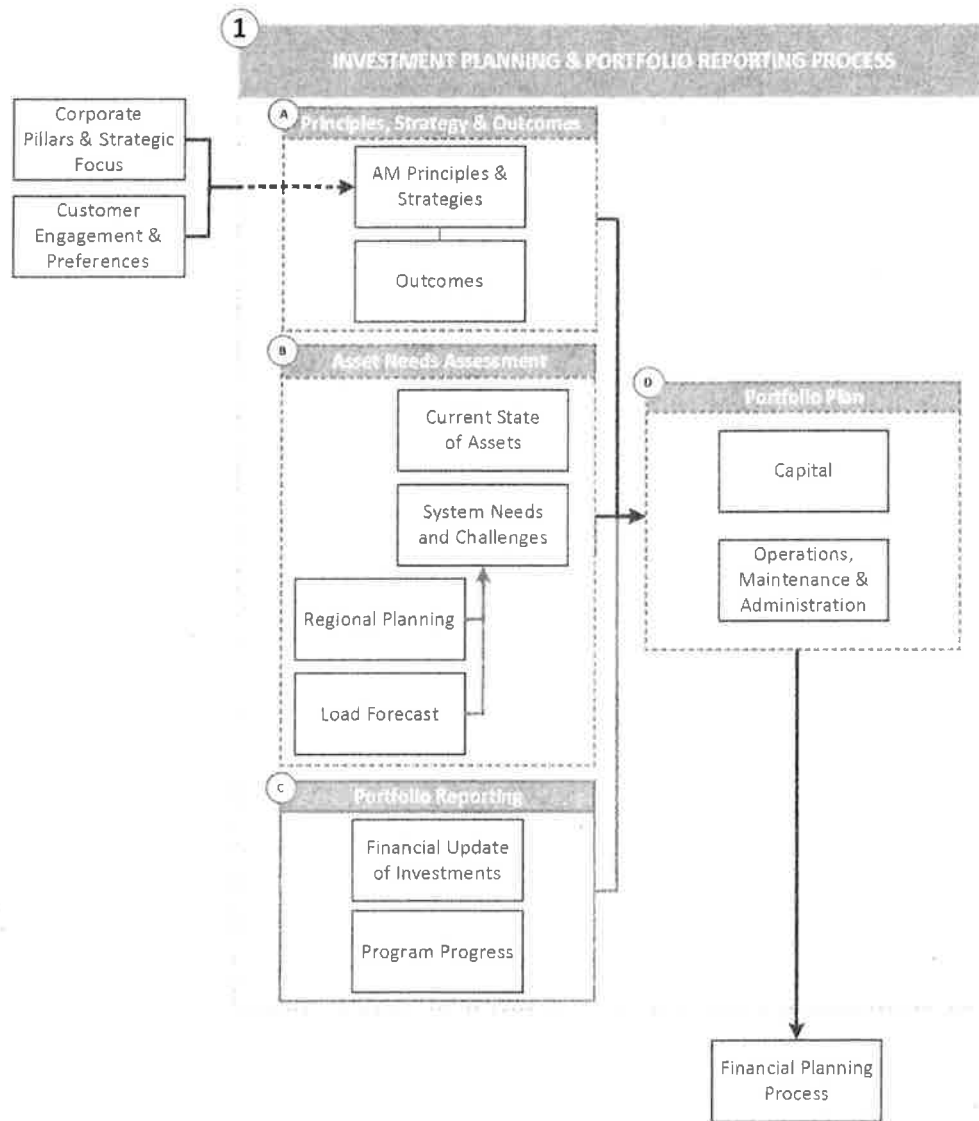 1
INVESTMENT PLANNING & PORTFOLIO REPORTING PROCESS
Corporate
Pillars & Strategic
Focus
Customer
Engagement &
Preferences
A
Principles, Strategy & Outcomes
AM Principles &
Strategies
Outcomes
B
Asset Needs Assessment
Current State
of Assets
System Needs
and Challenges
Regional Planning
Load Forecast
C
Portfolio Reporting
Financial Update
of Investments
Program Progress
D
Portfolio Plan
Capital
Operations,
Maintenance &
Administration
Financial Planning
Process